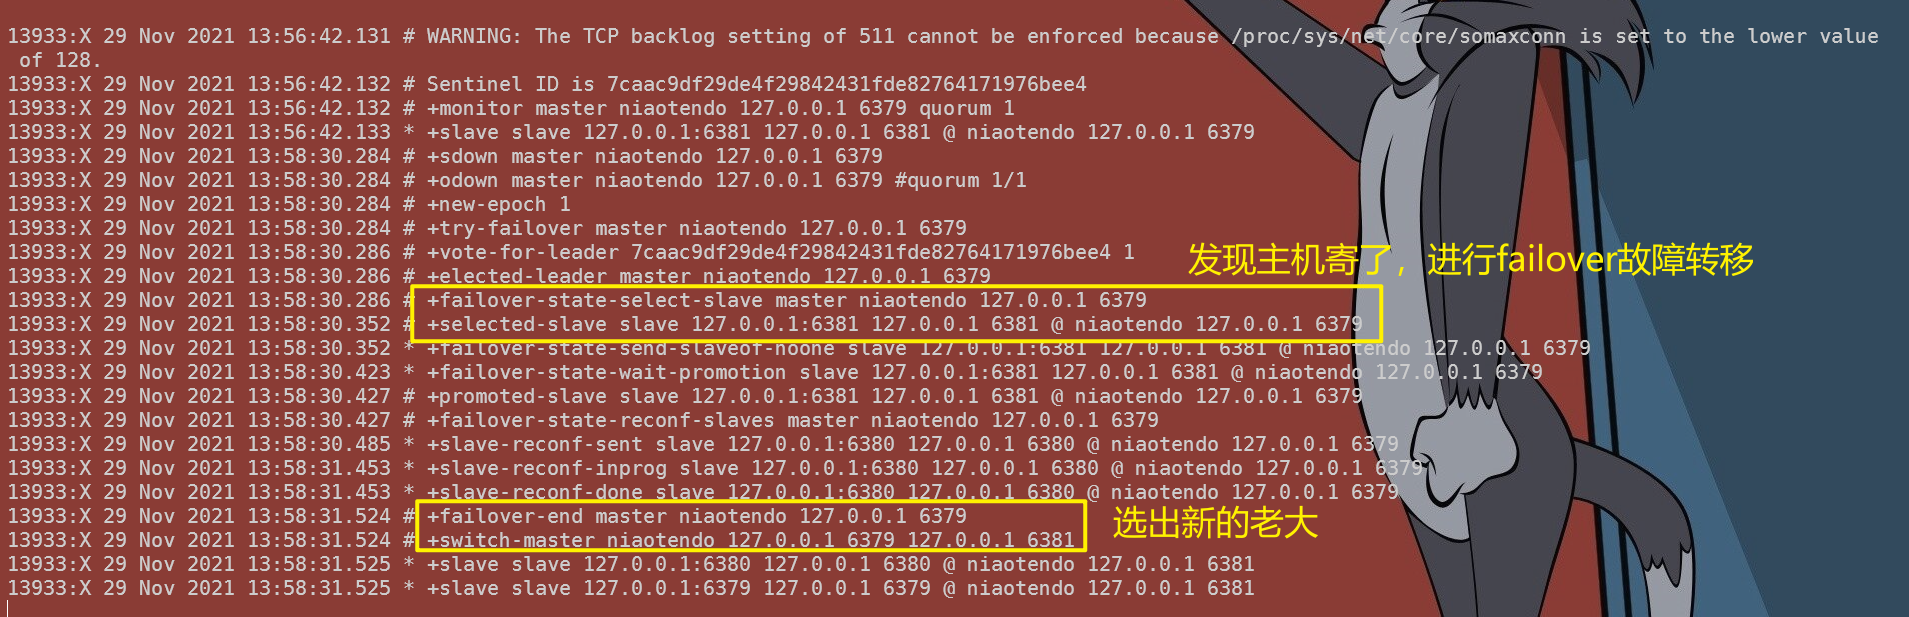 13933:X 29 Nov 2021 13:56:42.131 # WARNING: The TCP backlog setting of 511 cannot be enforced because /proc/sys/net/core/somaxconn is set to the lower value
of 128.
13933:X 29 Nov 2021 13:56:42.132 # Sentinel ID is 7caac9df29de4f29842431fde82764171976bee4
13933:X 29 Nov 2021 13:56:42.132 # +monitor master niaotendo 127.0.0.1 6379 quorum 1
13933:X 29 Nov 2021 13:56:42.133 * +slave slave 127.0.0.1:6381 127.0.0.1 6381 @ niaotendo 127.0.0.1 6379
13933:X 29 Nov 2021 13:58:30.284 # +sdown master niaotendo 127.0.0.1 6379
13933:X 29 Nov 2021 13:58:30.284 # +odown master niaotendo 127.0.0.1 6379 #quorum 1/1
13933:X 29 Nov 2021 13:58:30.284 # +new-epoch 1
13933:X 29 Nov 2021 13:58:30.284 # +try-failover master niaotendo 127.0.0.1 6379
13933:X 29 Nov 2021 13:58:30.286 # +vote-for-leader 7caac9df29de4f29842431fde82764171976bee4 1
发现主机寄了，进行failover故障转移
13933:X 29 Nov 2021 13:58:30.286 # +elected-leader master niaotendo 127.0.0.1 6379
13933:X 29 Nov 2021 13:58:30.286 # +failover-state-select-slave master niaotendo 127.0.0.1 6379
13933:X 29 Nov 2021 13:58:30.352 # +selected-slave slave 127.0.0.1:6381 127.0.0.1 6381 @ niaotendo 127.0.0.1 6379
13933:X 29 Nov 2021 13:58:30.352 * +failover-state-send-slaveof-noone slave 127.0.0.1:6381 127.0.0.1 6381 @ niaotendo 127.0.0.1 6379
13933:X 29 Nov 2021 13:58:30.423 * +failover-state-wait-promotion slave 127.0.0.1:6381 127.0.0.1 6381 @ niaotendo 127.0.0.1 6379
13933:X 29 Nov 2021 13:58:30.427 # +promoted-slave slave 127.0.0.1:6381 127.0.0.1 6381 @ niaotendo 127.0.0.1 6379
13933:X 29 Nov 2021 13:58:30.427 # +failover-state-reconf-slaves master niaotendo 127.0.0.1 6379
13933:X 29 Nov 2021 13:58:30.485 * +slave-reconf-sent slave 127.0.0.1:6380 127.0.0.1 6380 @ niaotendo 127.0.0.1 6379
13933:X 29 Nov 2021 13:58:31.453 * +slave-reconf-inprog slave 127.0.0.1:6380 127.0.0.1 6380 @ niaotendo 127.0.0.1 6379
13933:X 29 Nov 2021 13:58:31.453 * +slave-reconf-done slave 127.0.0.1:6380 127.0.0.1 6380 @ niaotendo 127.0.0.1 6379
13933:X 29 Nov 2021 13:58:31.524 # +failover-end master niaotendo 127.0.0.1 6379
选出新的老大
13933:X 29 Nov 2021 13:58:31.524 # +switch-master niaotendo 127.0.0.1 6379 127.0.0.1 6381
13933:X 29 Nov 2021 13:58:31.525 * +slave slave 127.0.0.1:6380 127.0.0.1 6380 @ niaotendo 127.0.0.1 6381
13933:X 29 Nov 2021 13:58:31.525 * +slave slave 127.0.0.1:6379 127.0.0.1 6379 @ niaotendo 127.0.0.1 6381